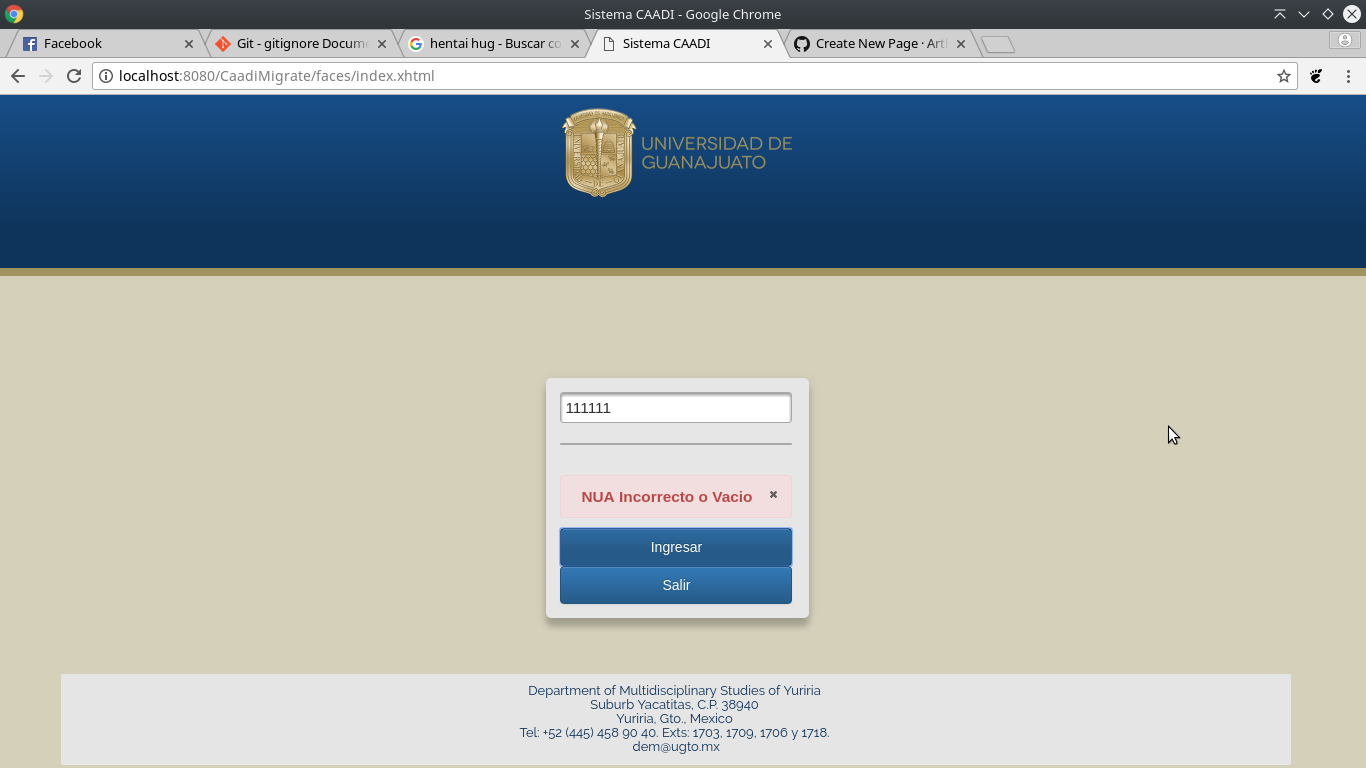 Sistema CAADI - Google Chrome
Facebook
Git - gitignore Docume
hentai hug - Buscar co
Sistema CAADI
Create New Page · Art
localhost:8080/CaadiMigrate/faces/index.xhtml
UNIVERSIDAD DE
GUANAJUATO
111111
NUA Incorrecto o Vacio
Ingresar
Salir
Department of Multidisciplinary Studies of Yuriria
Suburb Yacatitas, C.P. 38940
Yuriria, Gto., Mexico
Tel: +52 (445) 458 90 40. Exts: 1703, 1709, 1706 y 1718.
dem@ugto.mx